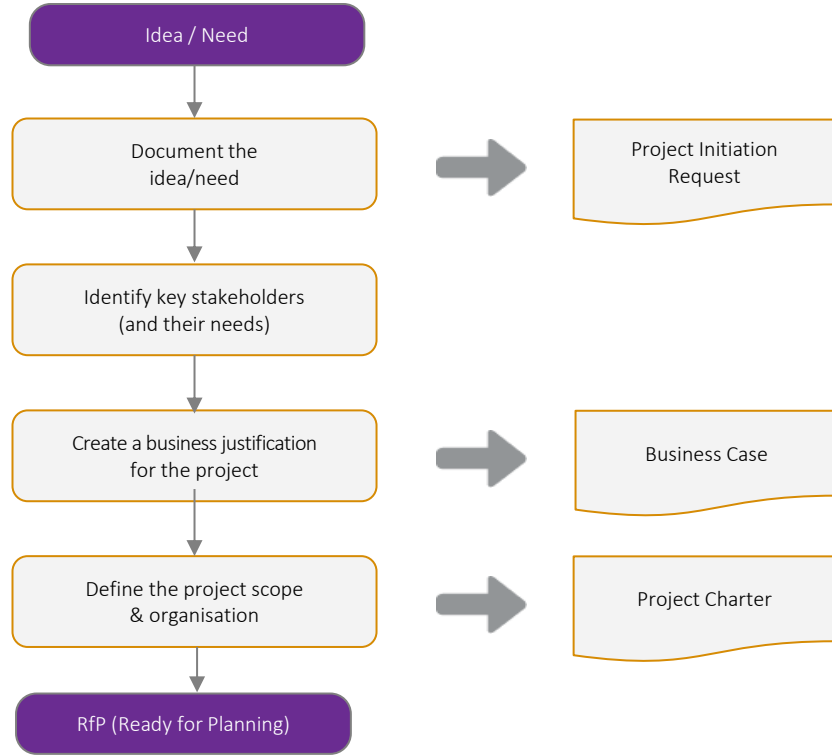 Idea / Need
Document the
idea/need
Project Initiation
Request
Identify key stakeholders
(and their needs)
Create a business justification
for the project
Business Case
Define the project scope
& organisation
Project Charter
RfP (Ready for Planning)